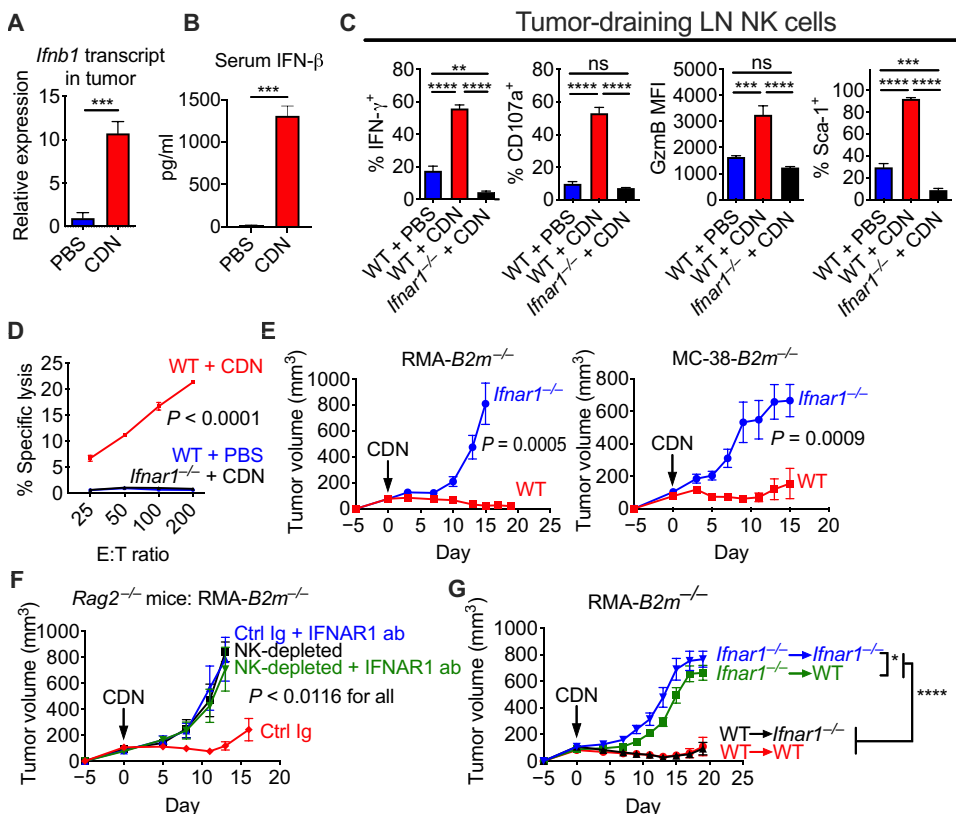 A
Ifnb1 transcript
in tumor
***
Relative expression
15
10
5
0
PBS
CDN
B
Serum IFN-β
***
pg/ml
1500
1000
500
0
PBS
CDN
C
Tumor-draining LN NK cells
**
**** ****
% IFN-γ+
80
60
40
20
0
WT + PBS
WT + CDN
Ifnar1–/– + CDN
ns
**** ****
% CD107a+
80
60
40
20
0
WT + PBS
WT + CDN
Ifnar1–/– + CDN
ns
*** ****
GzmB MFI
5000
4000
3000
2000
1000
0
WT + PBS
WT + CDN
Ifnar1–/– + CDN
***
**** ****
% Sca-1+
100
80
60
40
20
0
WT + PBS
WT + CDN
Ifnar1–/– + CDN
D
% Specific lysis
25
20
15
10
5
0
WT + CDN
P < 0.0001
WT + PBS
Ifnar1–/– + CDN
25
50
100
200
E:T ratio
E
RMA-B2m–/–
Tumor volume (mm3)
1000
800
600
400
200
0
Ifnar1–/–
CDN
P = 0.0005
WT
–5 0 5 10 15 20 25
Day
MC-38-B2m–/–
Tumor volume (mm3)
800
600
400
200
0
Ifnar1–/–
CDN
P = 0.0009
WT
–5 0 5 10 15 20
Day
F
Rag2–/– mice: RMA-B2m–/–
Tumor volume (mm3)
1000
800
600
400
200
0
Ctrl Ig + IFNAR1 ab
NK-depleted
NK-depleted + IFNAR1 ab
CDN
P < 0.0116 for all
Ctrl Ig
–5 0 5 10 15 20
Day
G
RMA-B2m–/–
Tumor volume (mm3)
1000
800
600
400
200
0
Ifnar1–/–→Ifnar1–/–
*
Ifnar1–/–→WT
CDN
****
WT→Ifnar1–/–
WT→WT
–5 0 5 10 15 20 25
Day